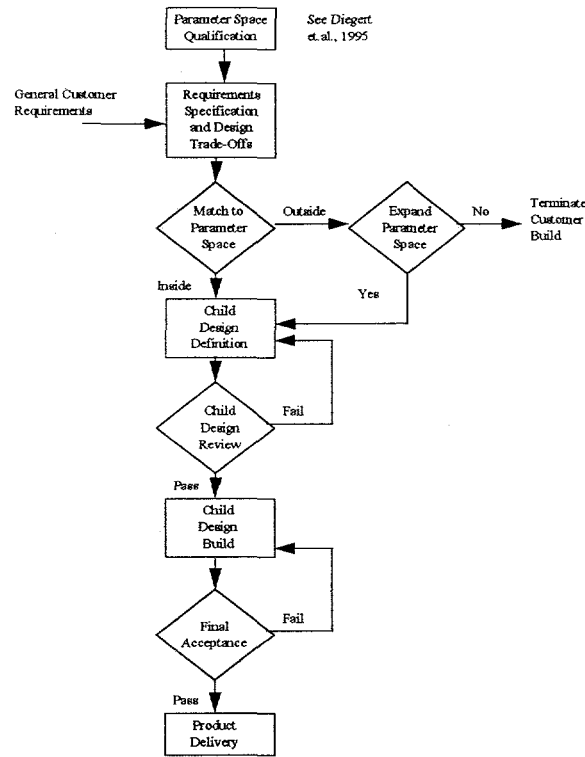 Parameter Space
Qualification
See Diegert
et.al., 1995
General Customer
Requirements
Requirements
Specification
and Design
Trade-Offs
Match to
Parameter
Space
Outside
Expand
Parameter
Space
No
Terminate
Customer
Build
Inside
Yes
Child
Design
Definition
Child
Design
Review
Fail
Pass
Child
Design
Build
Final
Acceptance
Fail
Pass
Product
Delivery